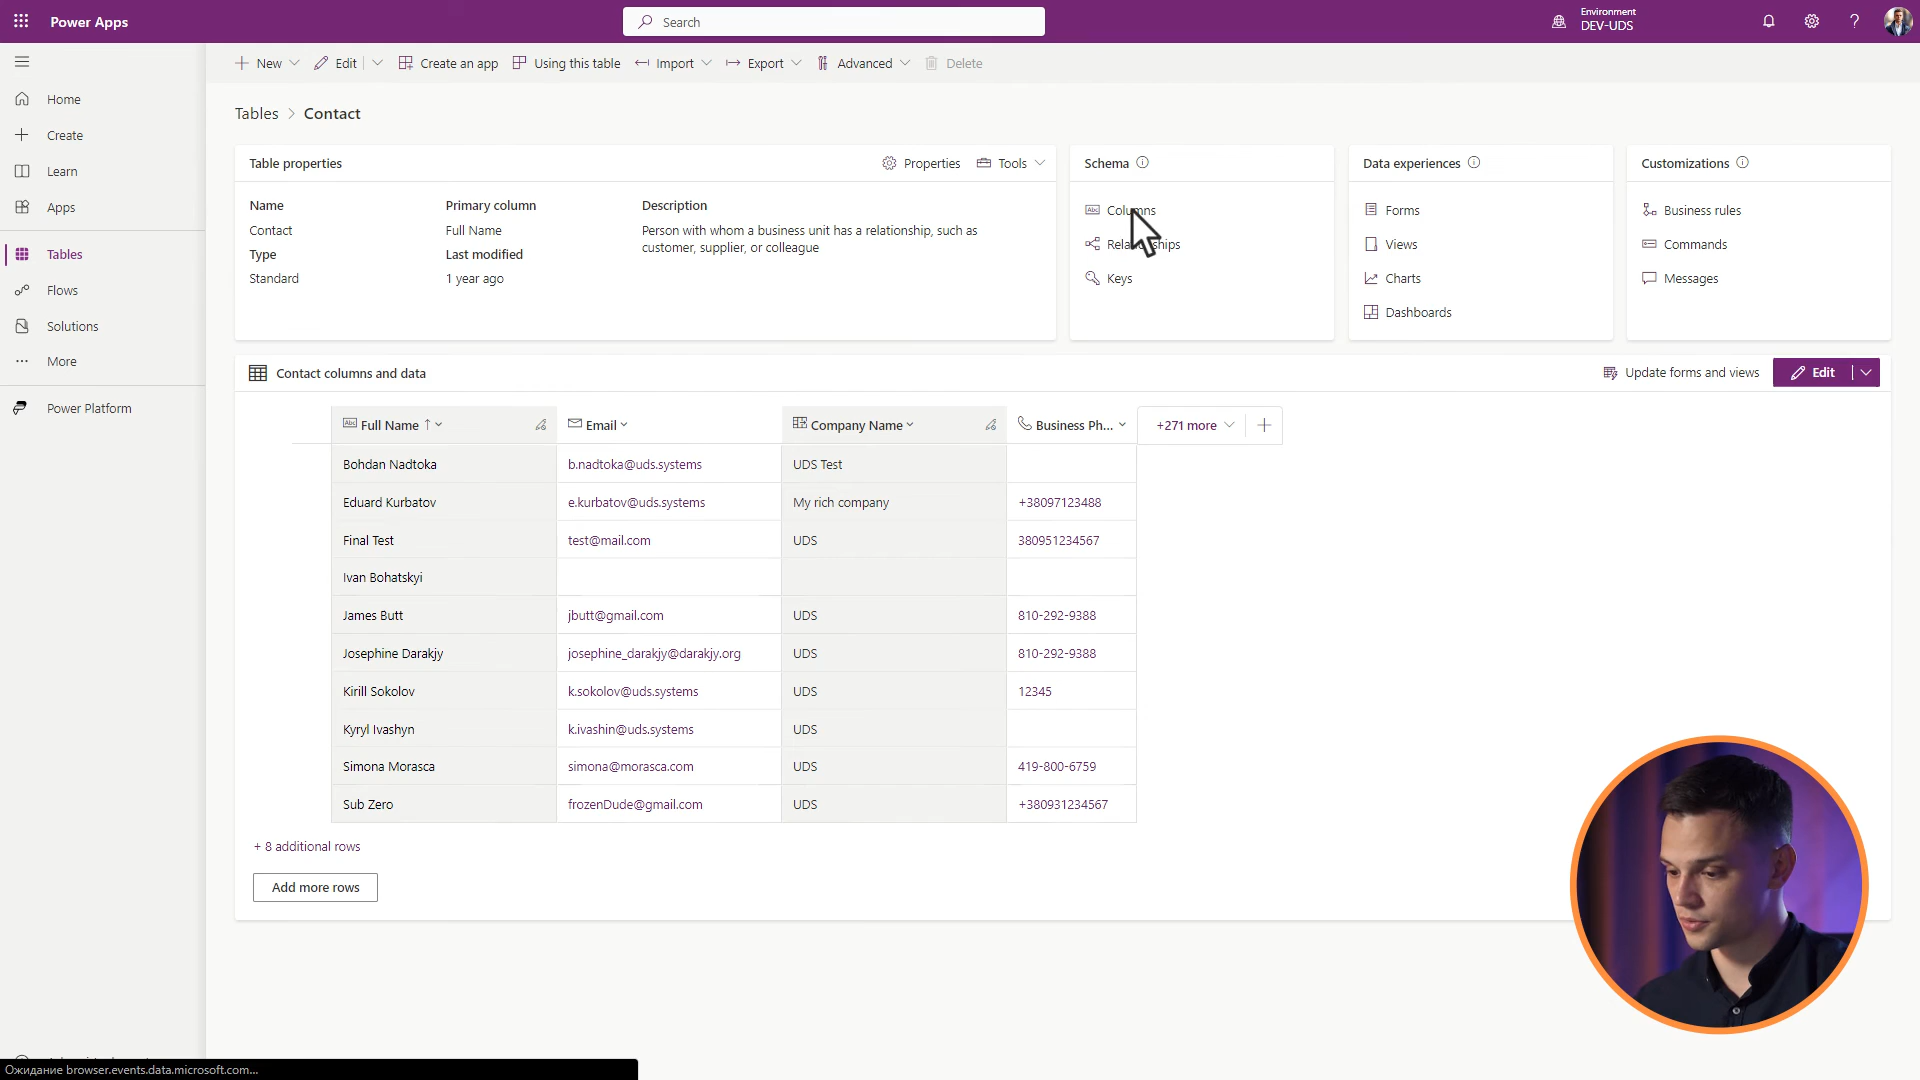 Power Apps
Search
Environment
DEV-UDS
New
Edit
Create an app
Using this table
Import
Export
Advanced
Delete
Home
Create
Learn
Apps
Tables
Flows
Solutions
More
Power Platform
Tables > Contact
Table properties
Properties
Tools
Name
Primary column
Description
Contact
Full Name
Person with whom a business unit has a relationship, such as
customer, supplier, or colleague
Type
Last modified
Standard
1 year ago
Schema
Columns
Relationships
Keys
Data experiences
Forms
Views
Charts
Dashboards
Customizations
Business rules
Commands
Messages
Contact columns and data
Update forms and views
Edit
Full Name
Email
Company Name
Business Ph...
+271 more
Bohdan Nadtoka b.nadtoka@uds.systems UDS Test
Eduard Kurbatov e.kurbatov@uds.systems My rich company +38097123488
Final Test test@mail.com UDS 380951234567
Ivan Bohatskyi
James Butt jbutt@gmail.com UDS 810-292-9388
Josephine Darakjy josephine_darakjy@darakjy.org UDS 810-292-9388
Kirill Sokolov k.sokolov@uds.systems UDS 12345
Kyryl Ivashyn k.ivashin@uds.systems UDS
Simona Morasca simona@morasca.com UDS 419-800-6759
Sub Zero frozenDude@gmail.com UDS +380931234567
+ 8 additional rows
Add more rows
Ожидание browser.events.data.microsoft.com...